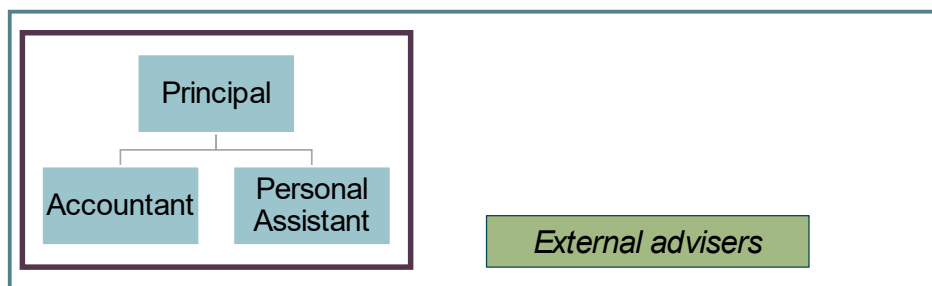 Principal
Accountant
Personal
Assistant
External advisers